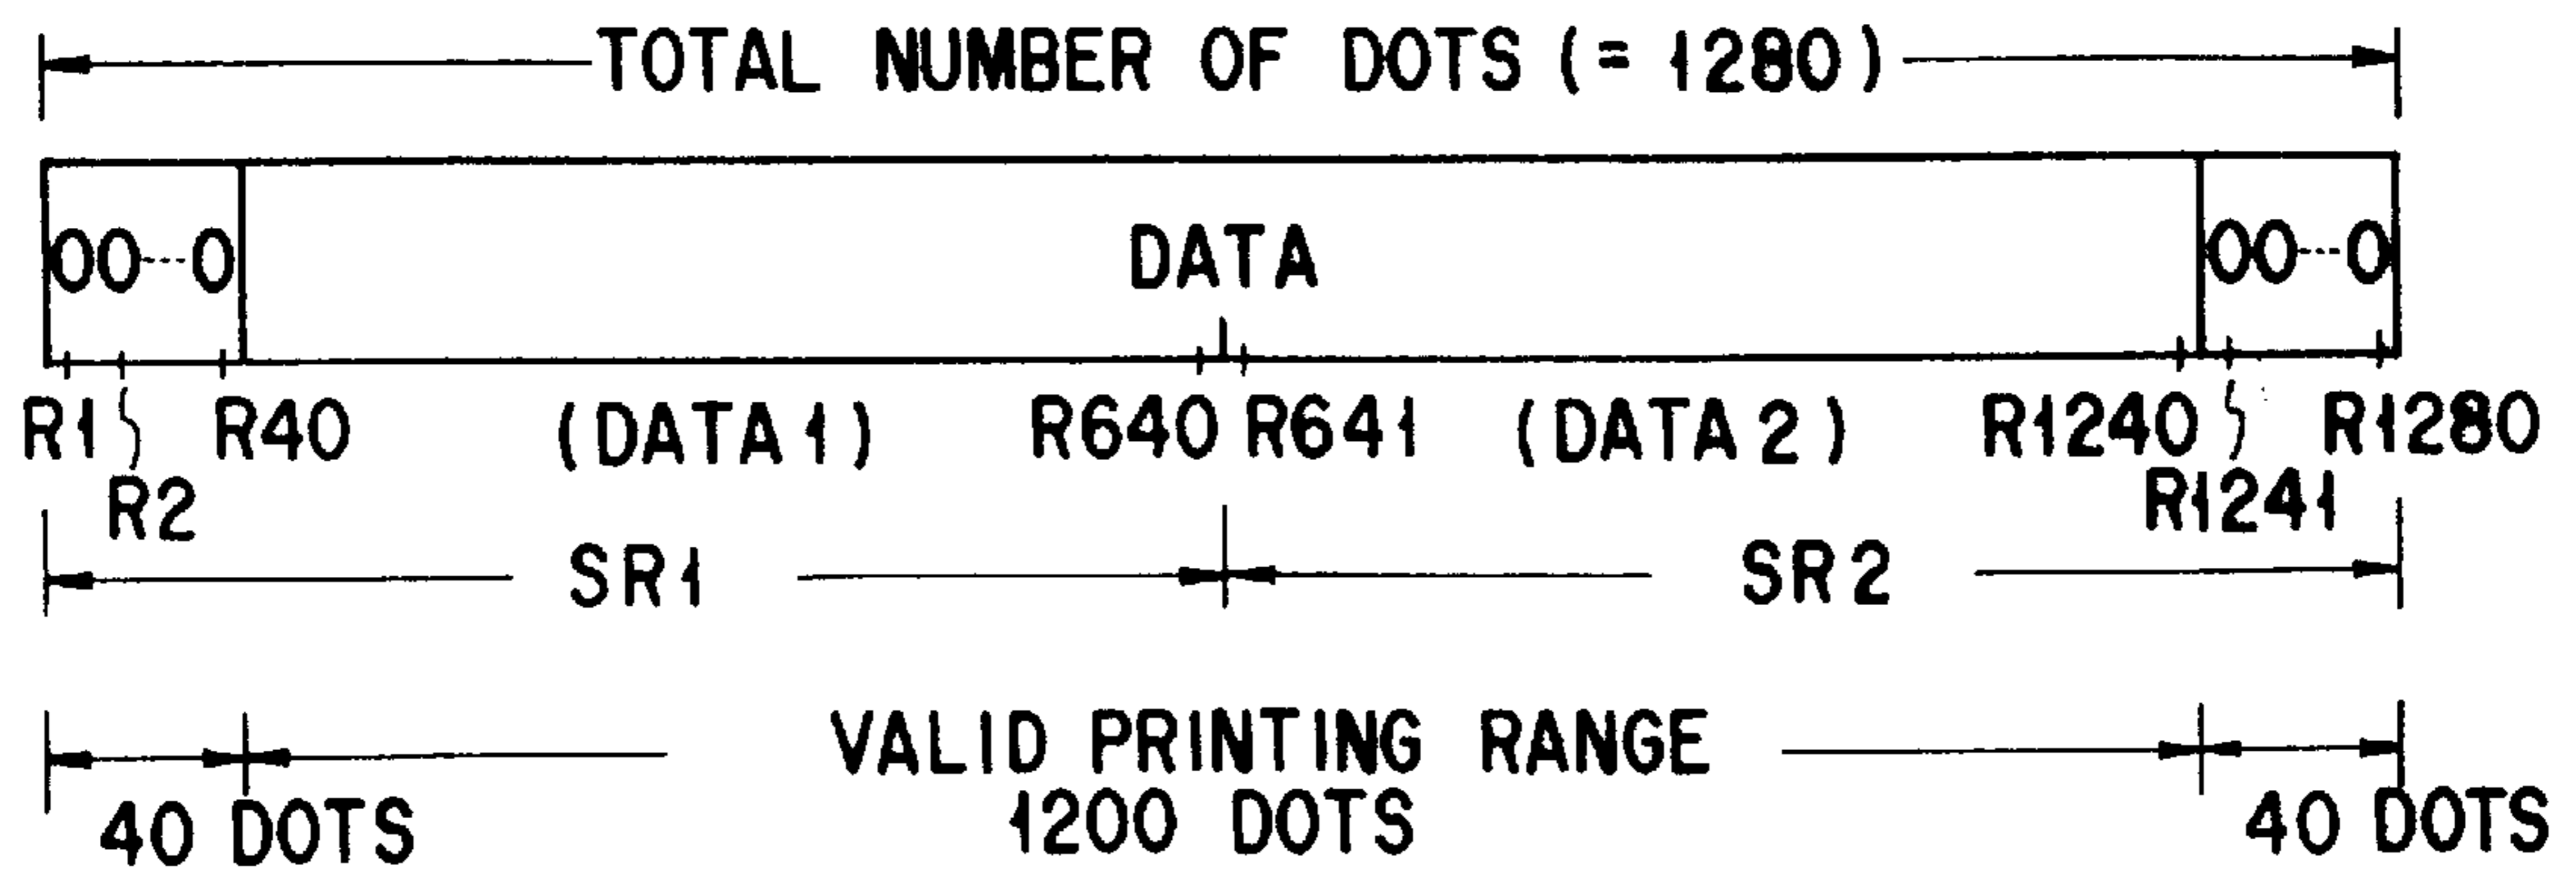 TOTAL NUMBER OF DOTS (= 1280)
00---0 DATA 00---0
R1 R40 (DATA 1) R640 R641 (DATA 2) R1240 R1280
R2 R1241
SR1 SR2
VALID PRINTING RANGE
40 DOTS 1200 DOTS 40 DOTS